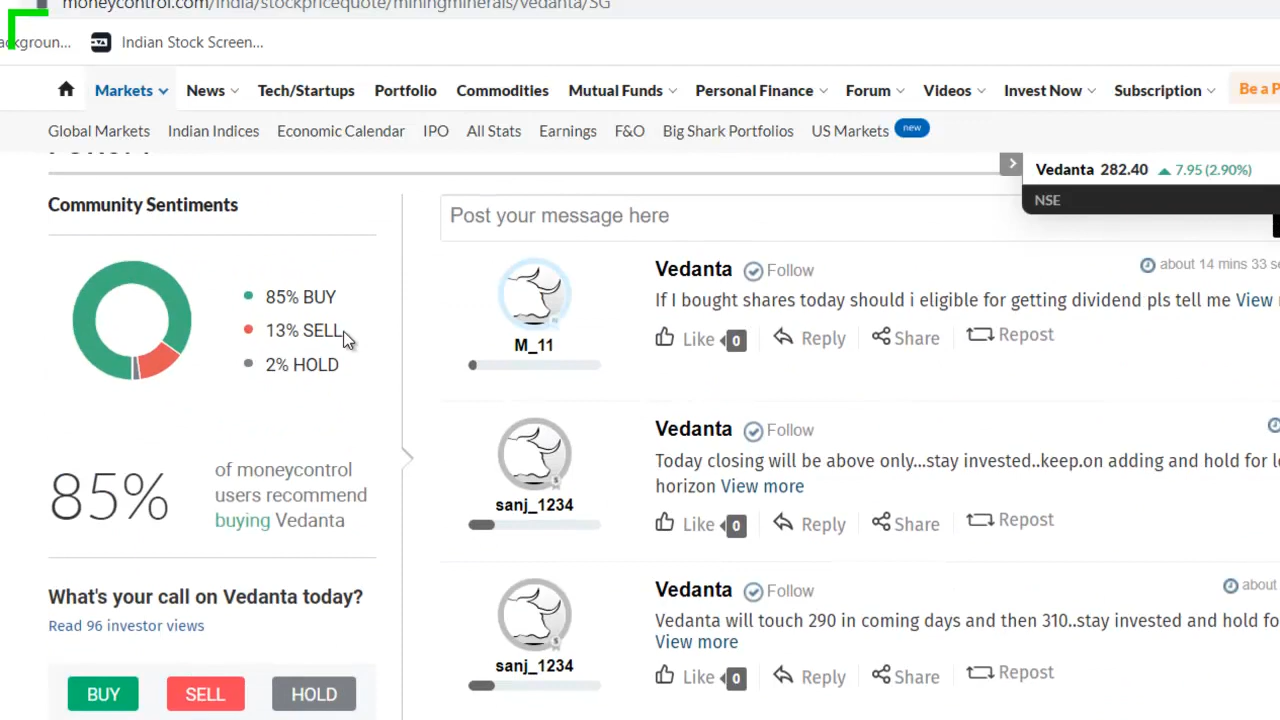 moneycontrol.com/india/stockpricequote/miningminerals/vedanta/SG
ackgroun...
Indian Stock Screen...
Markets
News
Tech/Startups
Portfolio
Commodities
Mutual Funds
Personal Finance
Forum
Videos
Invest Now
Subscription
Be a P
Global Markets
Indian Indices
Economic Calendar
IPO
All Stats
Earnings
F&O
Big Shark Portfolios
US Markets
new
Vedanta 282.40 7.95 (2.90%)
NSE
Community Sentiments
85% BUY
13% SELL
2% HOLD
85%
of moneycontrol
users recommend
buying Vedanta
What's your call on Vedanta today?
Read 96 investor views
BUY
SELL
HOLD
Post your message here
M_11
Vedanta Follow
about 14 mins 33 se
If I bought shares today should i eligible for getting dividend pls tell me View
Like 0 Reply Share Repost
sanj_1234
Vedanta Follow
Today closing will be above only...stay invested..keep.on adding and hold for l
horizon View more
Like 0 Reply Share Repost
sanj_1234
Vedanta Follow
about
Vedanta will touch 290 in coming days and then 310..stay invested and hold fo
View more
Like 0 Reply Share Repost